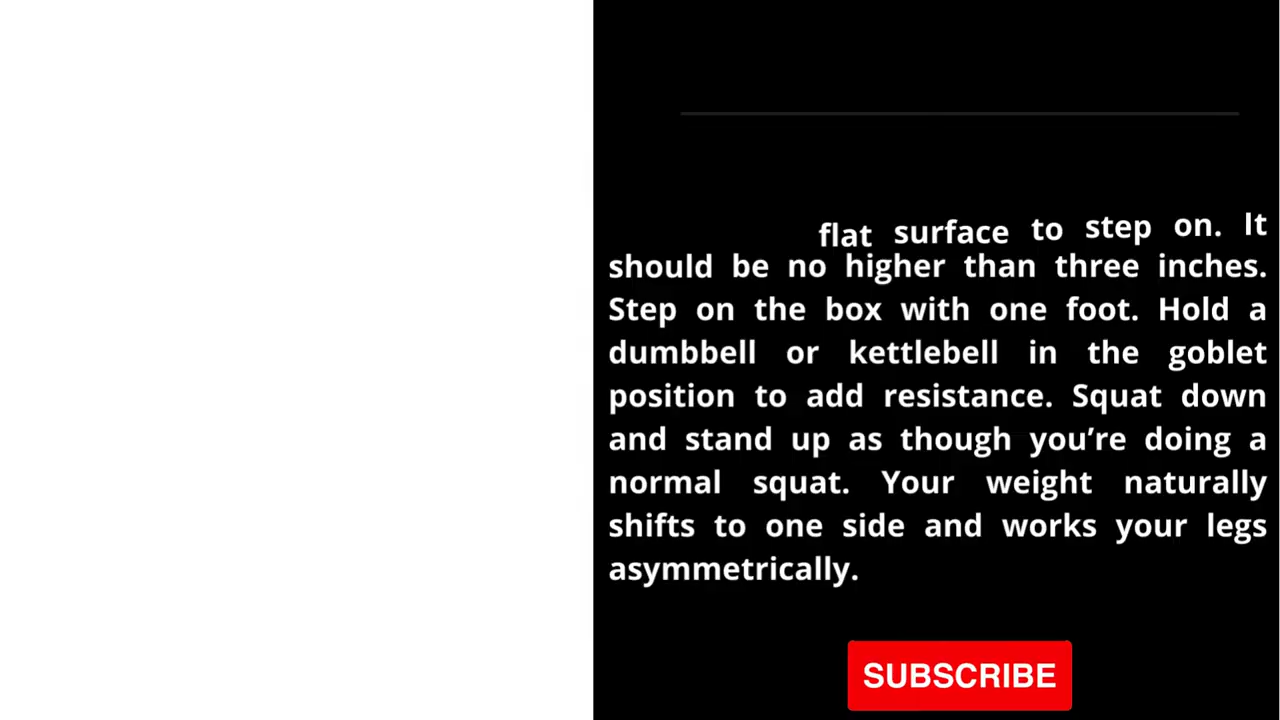 flat surface to step on. It
should be no higher than three inches.
Step on the box with one foot. Hold a
dumbbell or kettlebell in the goblet
position to add resistance. Squat down
and stand up as though you’re doing a
normal squat. Your weight naturally
shifts to one side and works your legs
asymmetrically.
SUBSCRIBE